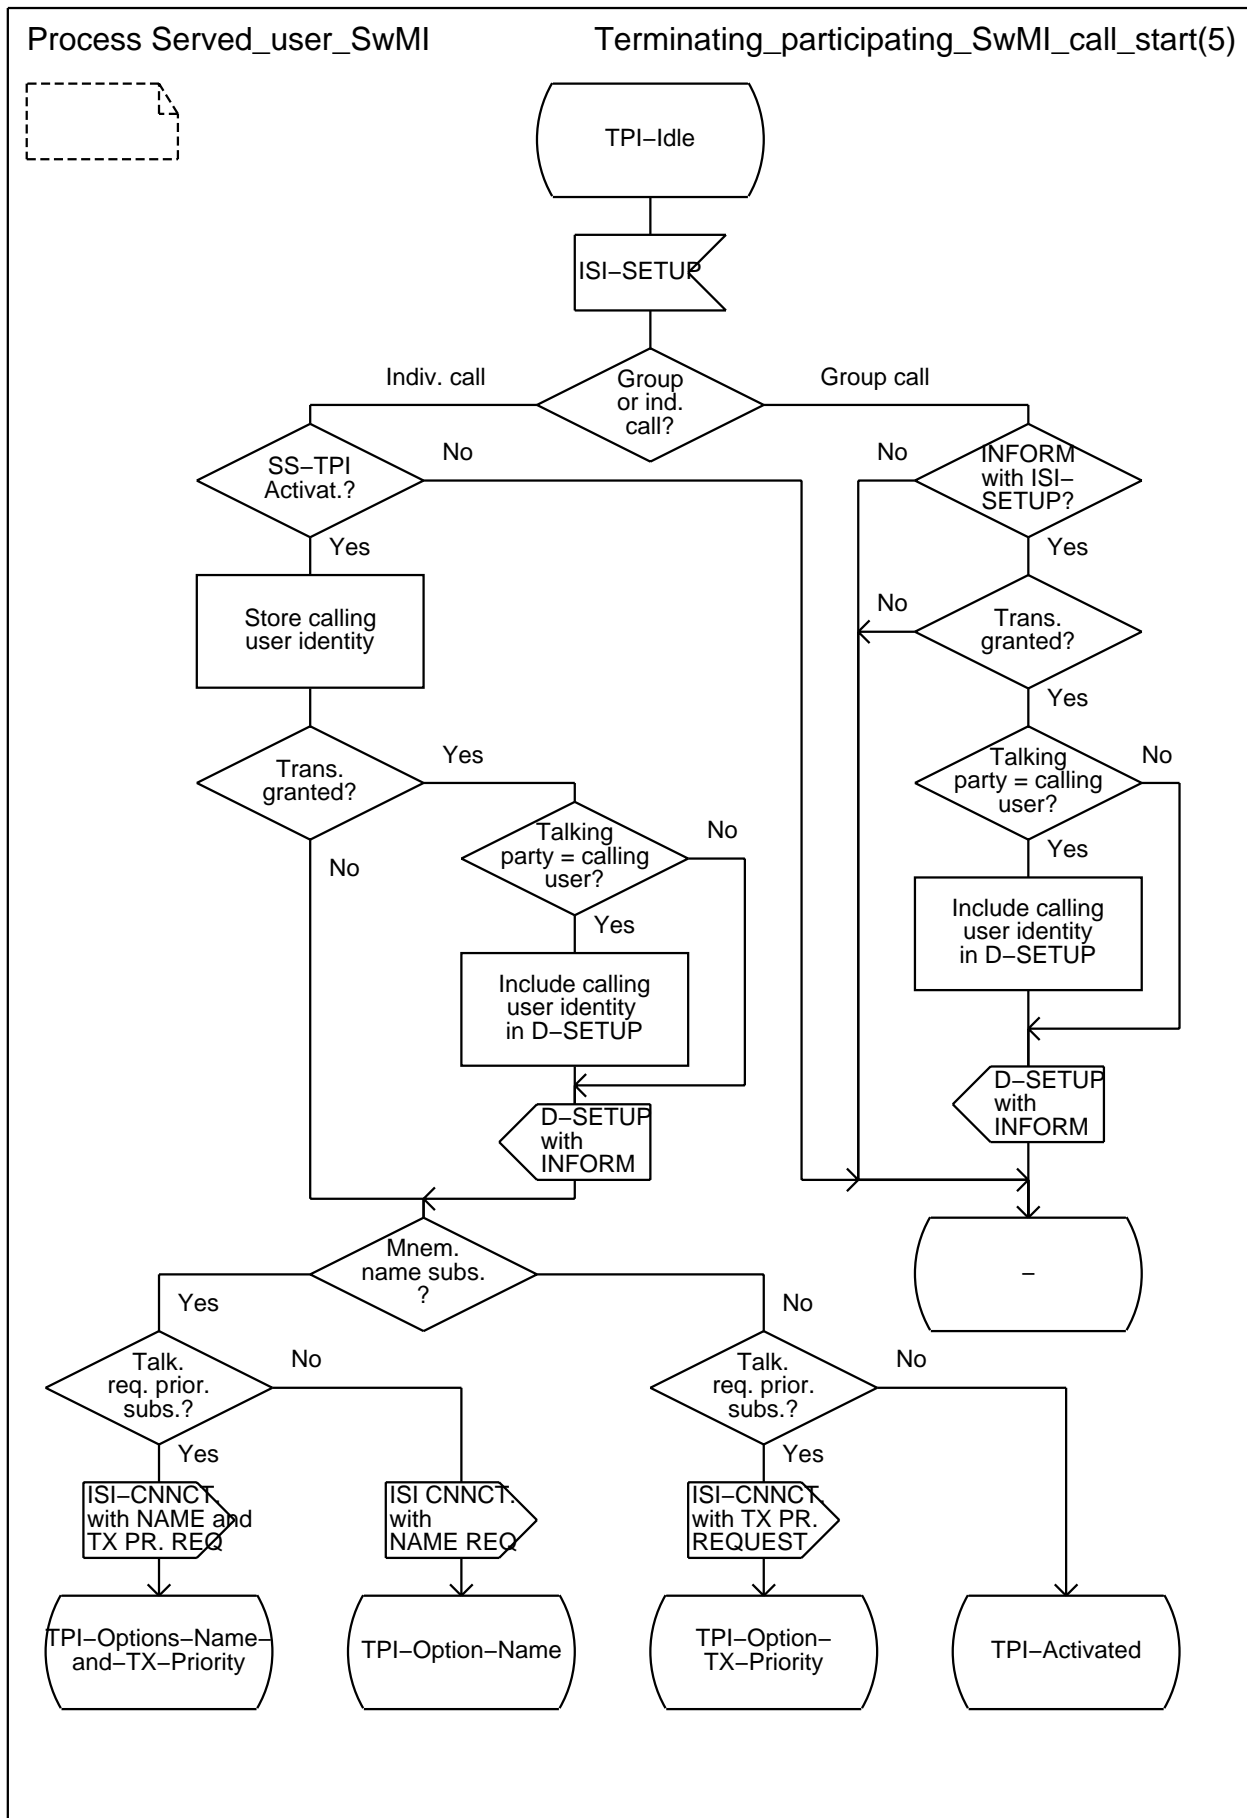 Process Served_user_SwMI
Terminating_participating_SwMI_call_start(5)
TPI−Idle
ISI−SETUP
Group
or ind.
call?
Indiv. call
Group call
SS−TPI
Activat.?
No
Yes
No
INFORM
with ISI−
SETUP?
Yes
Store calling
user identity
No
Trans.
granted?
Yes
Trans.
granted?
Yes
No
Talking
party = calling
user?
No
Yes
Talking
party = calling
user?
No
Yes
Include calling
user identity
in D−SETUP
Include calling
user identity
in D−SETUP
D−SETUP
with
INFORM
D−SETUP
with
INFORM
−
Mnem.
name subs.
?
Yes
No
Talk.
req. prior.
subs.?
No
Yes
Talk.
req. prior.
subs.?
No
Yes
ISI−CNNCT.
with NAME and
TX PR. REQ
ISI CNNCT.
with
NAME REQ
ISI−CNNCT.
with TX PR.
REQUEST
TPI−Options−Name−
and−TX−Priority
TPI−Option−Name
TPI−Option−
TX−Priority
TPI−Activated